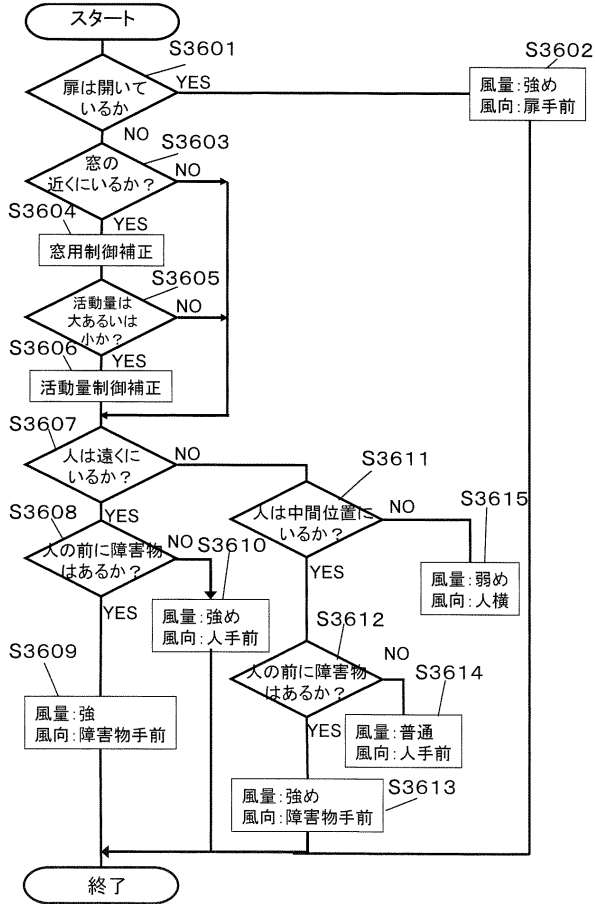 スタート
S3601
扉は開いて
いるか
YES
NO
S3602
風量：強め
風向：扉手前
S3603
窓の
近くにいるか？
NO
YES
S3604
窓用制御補正
S3605
活動量は
大あるいは
小か？
NO
YES
S3606
活動量制御補正
S3607
人は遠くに
いるか？
NO
YES
S3608
人の前に障害物
はあるか？
NO
YES
S3610
風量：強め
風向：人手前
S3609
風量：強
風向：障害物手前
S3611
人は中間位置に
いるか？
NO
YES
S3615
風量：弱め
風向：人横
S3612
人の前に障害物
はあるか？
NO
YES
S3614
風量：普通
風向：人手前
S3613
風量：強め
風向：障害物手前
終了